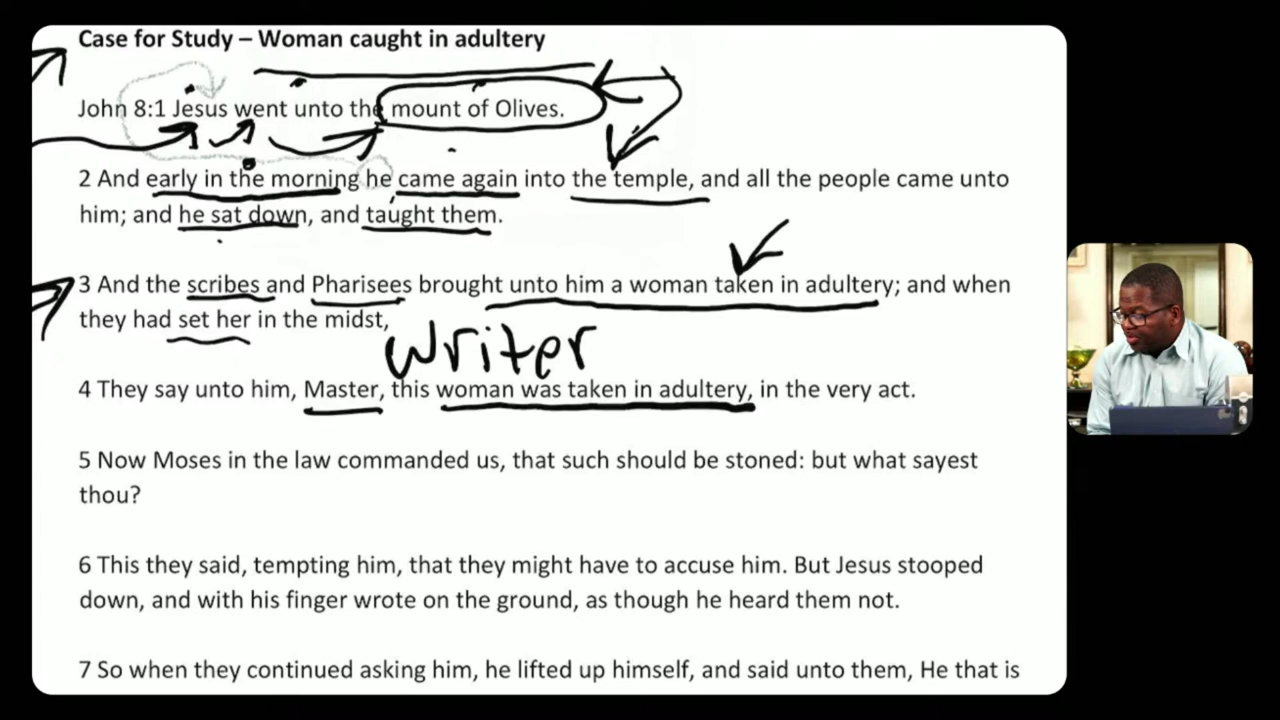 Case for Study – Woman caught in adultery
John 8:1 Jesus went unto the mount of Olives.
2 And early in the morning he came again into the temple, and all the people came unto
him; and he sat down, and taught them.
3 And the scribes and Pharisees brought unto him a woman taken in adultery; and when
they had set her in the midst,
writer
4 They say unto him, Master, this woman was taken in adultery, in the very act.
5 Now Moses in the law commanded us, that such should be stoned: but what sayest
thou?
6 This they said, tempting him, that they might have to accuse him. But Jesus stooped
down, and with his finger wrote on the ground, as though he heard them not.
7 So when they continued asking him, he lifted up himself, and said unto them, He that is